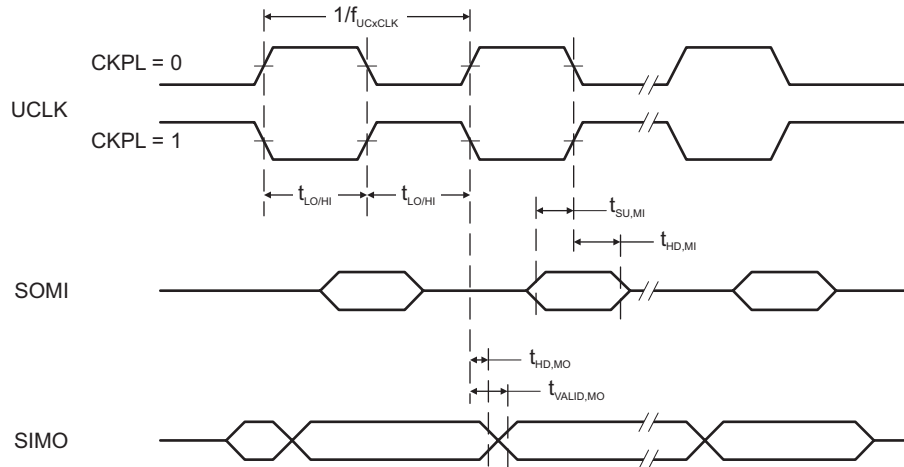 1/fUCxCLK
CKPL = 0
UCLK
CKPL = 1
tLO/HI tLO/HI
tSU,MI
tHD,MI
SOMI
tHD,MO
tVALID,MO
SIMO